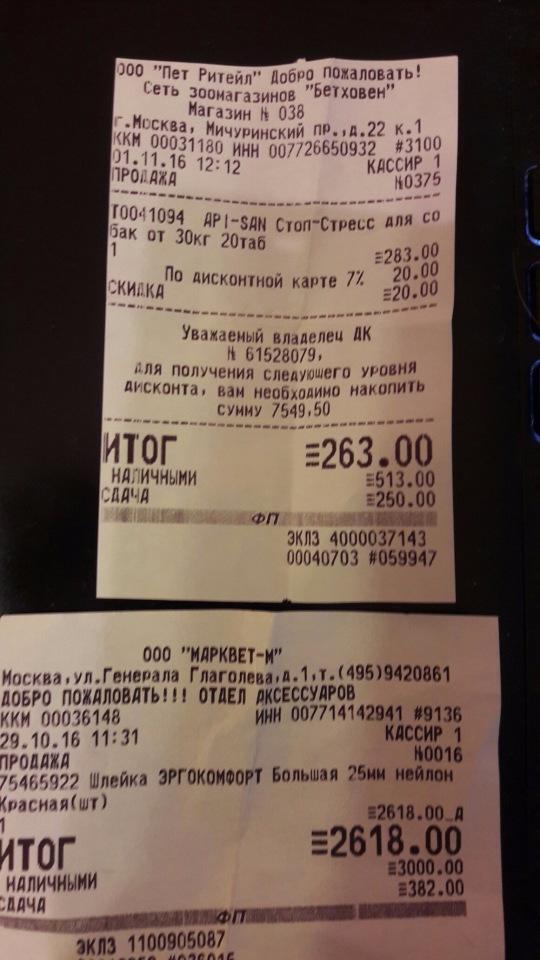 ООО "Пет Ритейл" Добро пожаловать!
Сеть зоомагазинов "Бетховен"
Магазин № 038
г.Москва, Мичуринский пр.,д.22 к.1
ККМ 00031180 ИНН 007726650932 #3100
01.11.16 12:12 КАССИР 1
ПРОДАЖА №0375
Т0041094 API-SAN Стоп-Стресс для со
бак от 30кг 20таб
1 ≡283.00
По дисконтной карте 7% 20.00
СКИДКА ≡20.00
Уважаемый владелец ДК
№ 61528079,
для получения следующего уровня
дисконта, вам необходимо накопить
сумму 7549,50
ИТОГ ≡263.00
НАЛИЧНЫМИ ≡513.00
СДАЧА ≡250.00
ФП
ЭКЛЗ 4000037143
00040703 #059947
ООО "МАРКВЕТ-М"
Москва,ул.Генерала Глаголева,д.1,т.(495)9420861
ДОБРО ПОЖАЛОВАТЬ!!! ОТДЕЛ АКСЕССУАРОВ
ККМ 00036148 ИНН 007714142941 #9136
29.10.16 11:31 КАССИР 1
ПРОДАЖА №0016
75465922 Шлейка ЭРГОКОМФОРТ Большая 25мм нейлон
Красная(шт)
1 ≡2618.00_А
ИТОГ ≡2618.00
НАЛИЧНЫМИ ≡3000.00
СДАЧА ≡382.00
ФП
ЭКЛЗ 1100905087